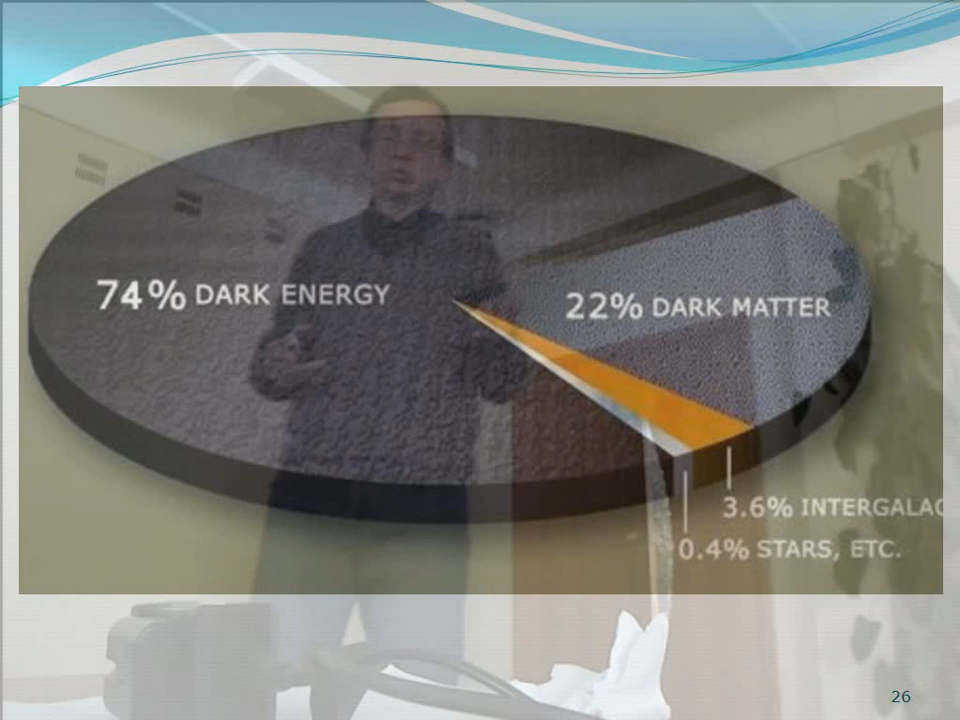 74% DARK ENERGY
22% DARK MATTER
3.6% INTERGALAC
0.4% STARS, ETC.
26